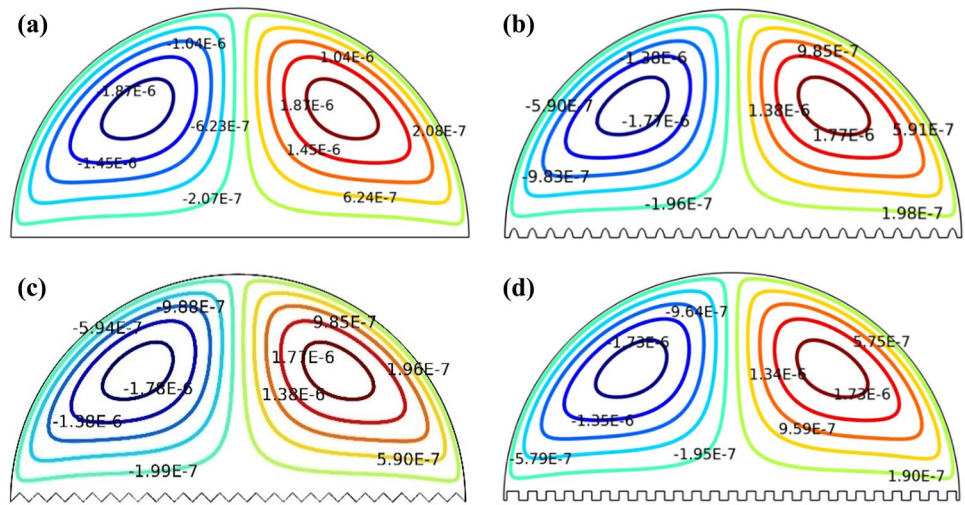 (a)
-1.04E-6
1.04E-6
-1.87E-6
1.87E-6
-6.23E-7
2.08E-7
-1.45E-6
1.45E-6
-2.07E-7
6.24E-7
(b)
1.38E-6
9.85E-7
-5.90E-7
1.38E-6
-1.77E-6
1.77E-6
5.91E-7
-9.83E-7
-1.96E-7
1.98E-7
(c)
-9.88E-7
-5.94E-7
9.85E-7
1.77E-6
1.96E-7
-1.78E-6
1.38E-6
-1.38E-6
5.90E-7
-1.99E-7
(d)
-9.64E-7
-1.73E-6
5.75E-7
1.34E-6
1.73E-6
-1.35E-6
9.59E-7
-5.79E-7
-1.95E-7
1.90E-7